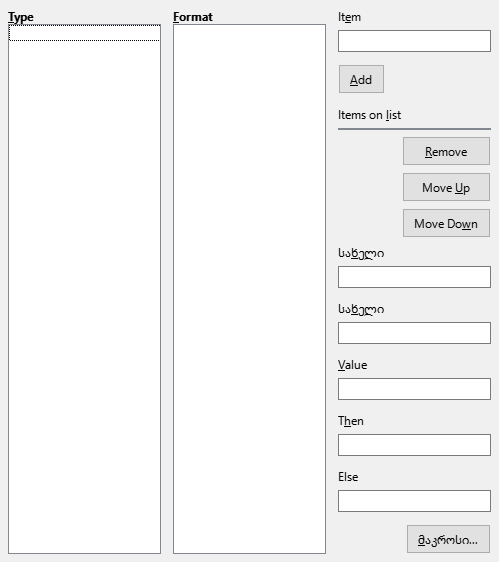 Type
Format
Item
Add
Items on list
Remove
Move Up
Move Down
სახელი
სახელი
Value
Then
Else
მაკროსი...